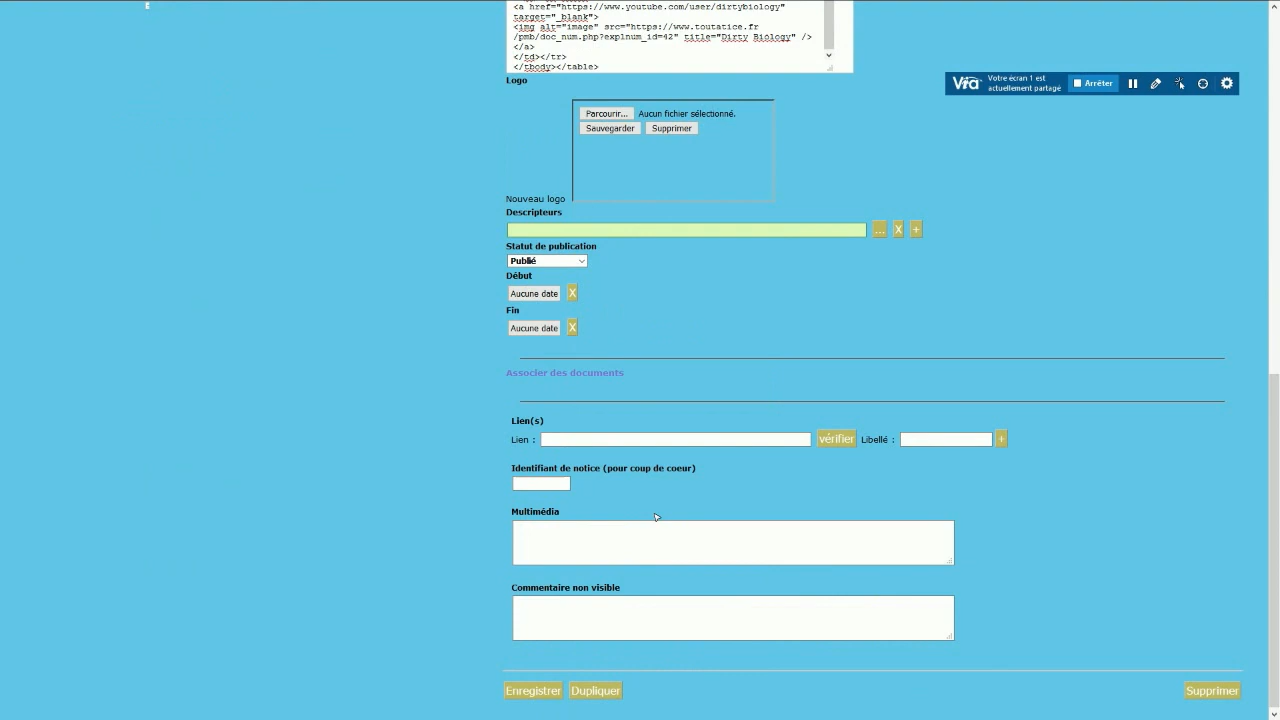 <a href="https://www.youtube.com/user/dirtybiology"
target="_blank">
<img alt="image" src="https://www.toutatice.fr
/pmb/doc_num.php?explnum_id=42" title="Dirty Biology" />
</a>
</td></tr>
</tbody></table>
Logo
Via Votre écran 1 est
actuellement partagé
Arrêter
Parcourir... Aucun fichier sélectionné.
Sauvegarder Supprimer
Nouveau logo
Descripteurs
... X +
Statut de publication
Publié
Début
Aucune date X
Fin
Aucune date X
Associer des documents
Lien(s)
Lien : vérifier Libellé : +
Identifiant de notice (pour coup de coeur)
Multimédia
Commentaire non visible
Enregistrer Dupliquer Supprimer